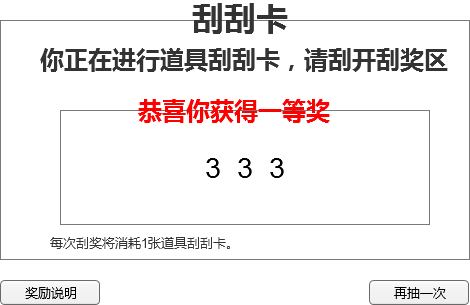 刮刮卡
你正在进行道具刮刮卡，请刮开刮奖区
恭喜你获得一等奖
3 3 3
每次刮奖将消耗1张道具刮刮卡。
奖励说明
再抽一次